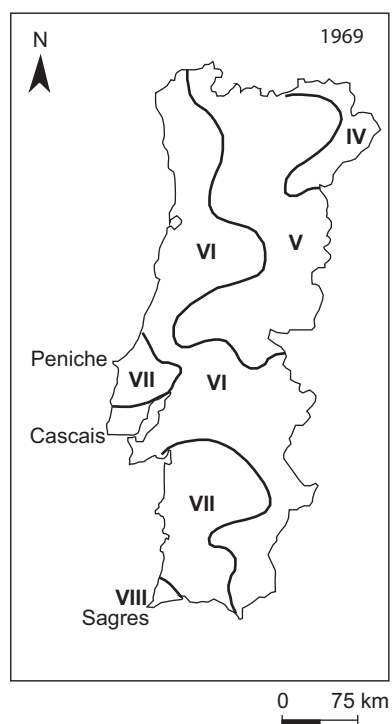 1969
N
IV
V
VI
Peniche
VII
VI
Cascais
VII
VIII
Sagres
0 75 km